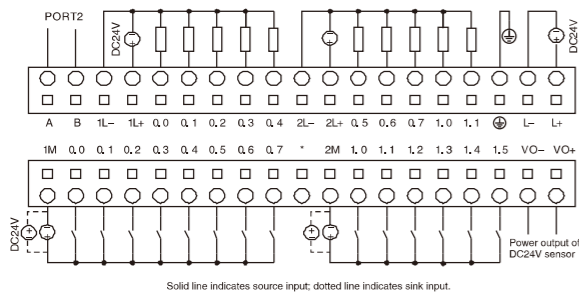 PORT2
DC24V
DC24V
A B 1L− 1L+ 0.0 0.1 0.2 0.3 0.4 2L− 2L+ 0.5 0.6 0.7 1.0 1.1 L− L+
1M 0.0 0.1 0.2 0.3 0.4 0.5 0.6 0.7 * 2M 1.0 1.1 1.2 1.3 1.4 1.5 VO− VO+
DC24V
DC24V
Power output of
DC24V sensor
Solid line indicates source input; dotted line indicates sink input.